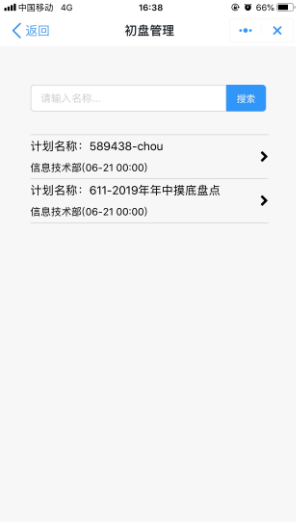 中国移动 4G 16:38 66%
返回 初盘管理
请输入名称... 搜索
计划名称：589438-chou
信息技术部(06-21 00:00)
计划名称：611-2019年年中摸底盘点
信息技术部(06-21 00:00)